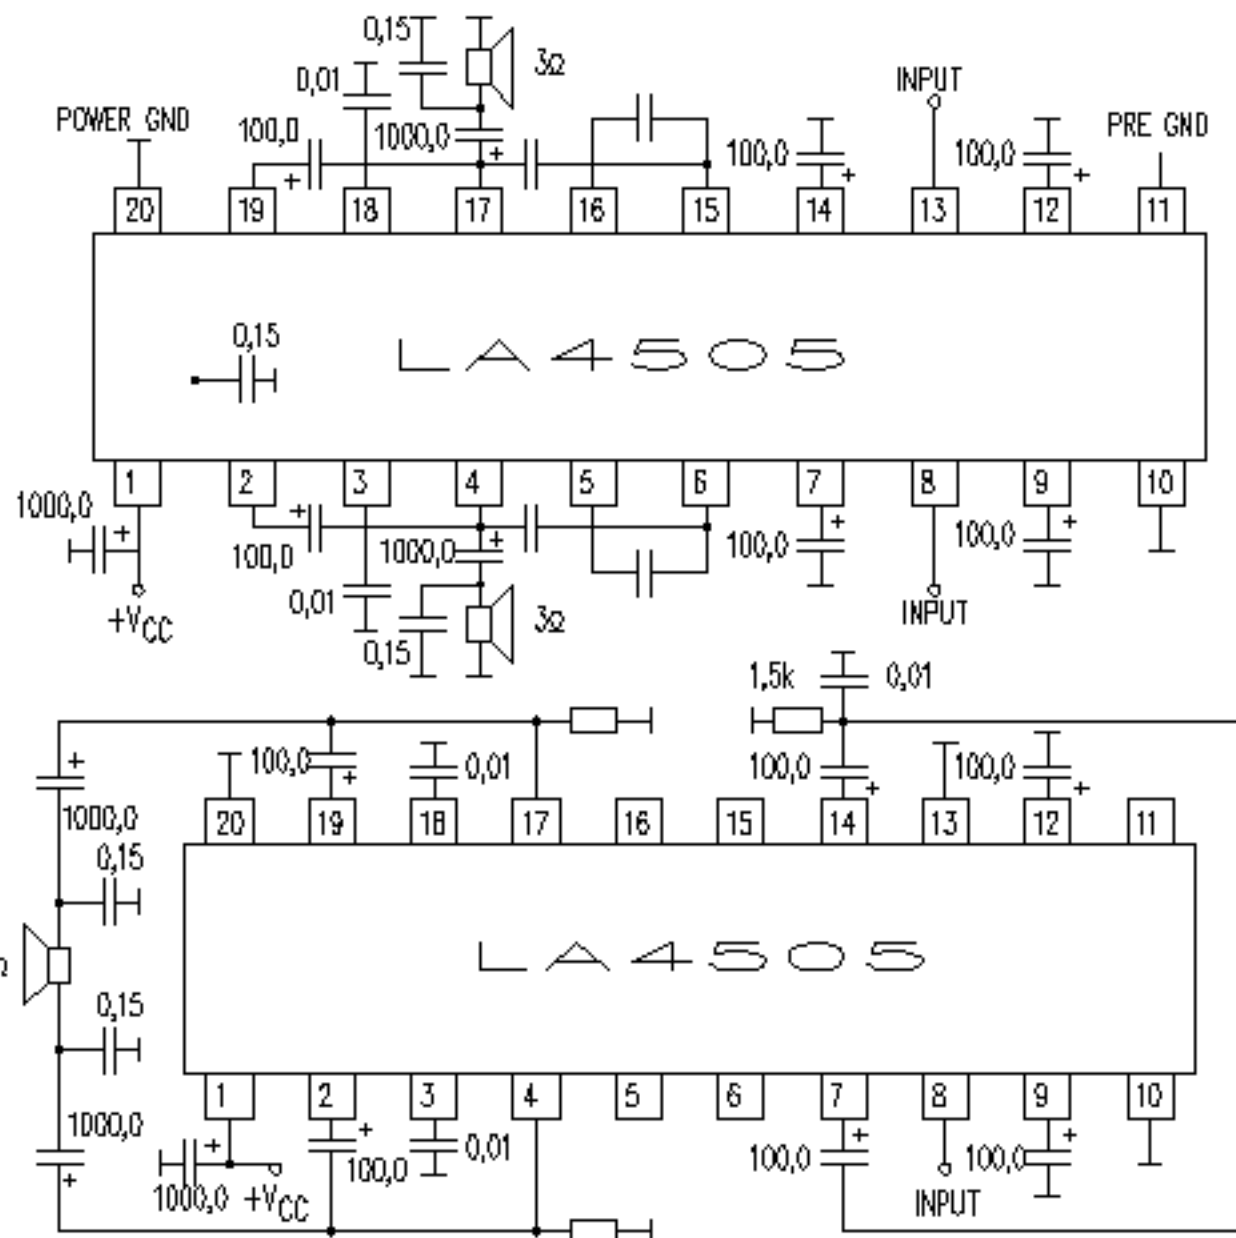 0,15
3Ω
0,01
INPUT
POWER GND
100,0
1000,0
PRE GND
100,0
100,0
+
+
+
+
20 19 18 17 16 15 14 13 12 11
0,15
LA4505
1 2 3 4 5 6 7 8 9 10
1000,0
+
+
+
+
+
100,0
1000,0
100,0
100,0
0,01
3Ω
INPUT
+VCC
0,15
1,5k
0,01
+
100,0
0,01
100,0
100,0
+
+
+
1000,0
20 19 18 17 16 15 14 13 12 11
0,15
LA4505
Ω
0,15
1 2 3 4 5 6 7 8 9 10
1000,0
+
+
+
+
0,01
100,0
100,0
100,0
+
1000,0
+VCC
INPUT